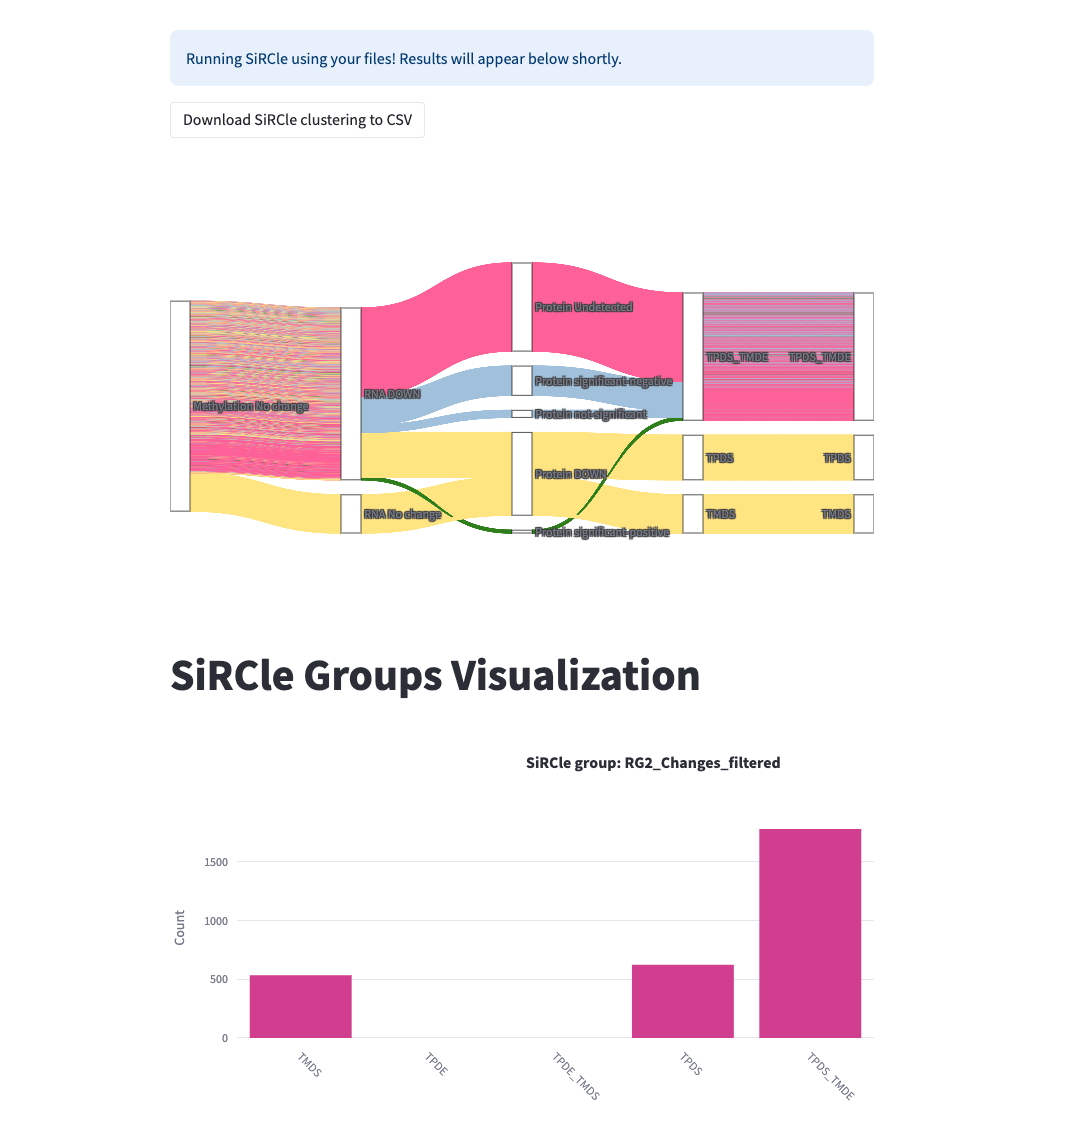 Running SiRCle using your files! Results will appear below shortly.
Download SiRCle clustering to CSV
Protein Undetected
TPDS_TMDE TPDS_TMDE
Protein significant-negative
RNA DOWN
Methylation No change
Protein not-significant
TPDS TPDS
Protein DOWN
RNA No change
TMDS TMDS
Protein significant-positive
SiRCle Groups Visualization
SiRCle group: RG2_Changes_filtered
1500
1000
500
0
Count
TMDS
TPDE
TPDE_TMDS
TPDS
TPDS_TMDE